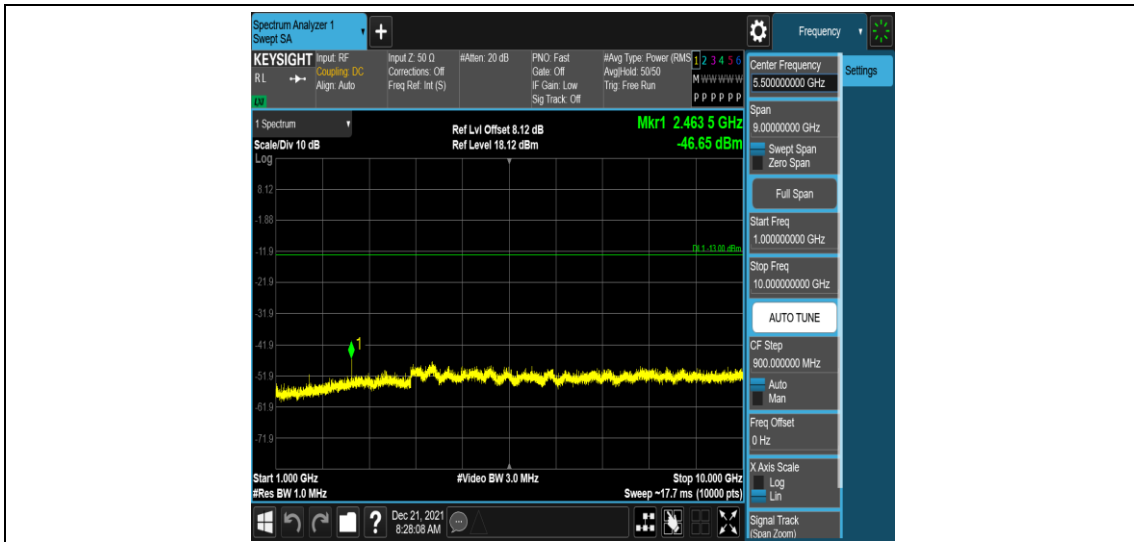 Spectrum Analyzer 1
Swept SA
+
Frequency
KEYSIGHT
RL
LXI
Input: RF
Coupling: DC
Align: Auto
Input Z: 50 Ω
Corrections: Off
Freq Ref: Int (S)
#Atten: 20 dB
PNO: Fast
Gate: Off
IF Gain: Low
Sig Track: Off
#Avg Type: Power (RMS
Avg|Hold: 50/50
Trig: Free Run
1 2 3 4 5 6
M W W W W W
P P P P P P
1 Spectrum
Scale/Div 10 dB
Ref Lvl Offset 8.12 dB
Ref Level 18.12 dBm
Mkr1 2.463 5 GHz
-46.65 dBm
Log
8.12
-1.88
-11.9
DL1 -13.00 dBm
-21.9
-31.9
-41.9
1
-51.9
-61.9
-71.9
Start 1.000 GHz
#Video BW 3.0 MHz
Stop 10.000 GHz
#Res BW 1.0 MHz
Sweep ~17.7 ms (10000 pts)
Center Frequency
5.500000000 GHz
Settings
Span
9.00000000 GHz
Swept Span
Zero Span
Full Span
Start Freq
1.000000000 GHz
Stop Freq
10.000000000 GHz
AUTO TUNE
CF Step
900.000000 MHz
Auto
Man
Freq Offset
0 Hz
X Axis Scale
Log
Lin
Signal Track
(Span Zoom)
?
Dec 21, 2021
8:28:08 AM